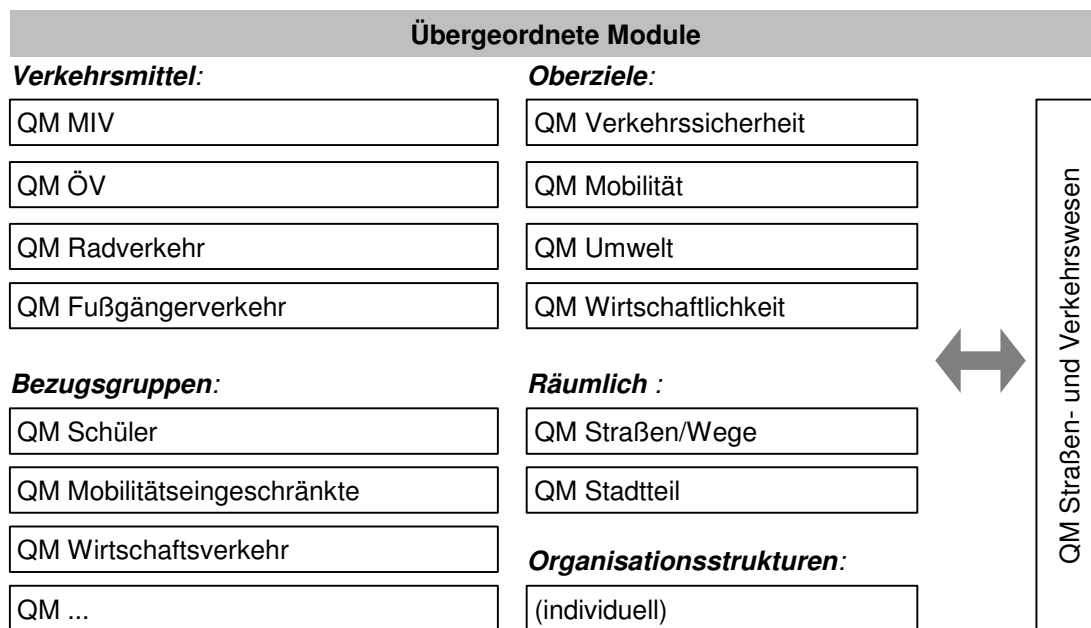 Übergeordnete Module
Verkehrsmittel:
QM MIV
QM ÖV
QM Radverkehr
QM Fußgängerverkehr
Bezugsgruppen:
QM Schüler
QM Mobilitätseingeschränkte
QM Wirtschaftsverkehr
QM ...
Oberziele:
QM Verkehrssicherheit
QM Mobilität
QM Umwelt
QM Wirtschaftlichkeit
Räumlich :
QM Straßen/Wege
QM Stadtteil
Organisationsstrukturen:
(individuell)
QM Straßen- und Verkehrswesen